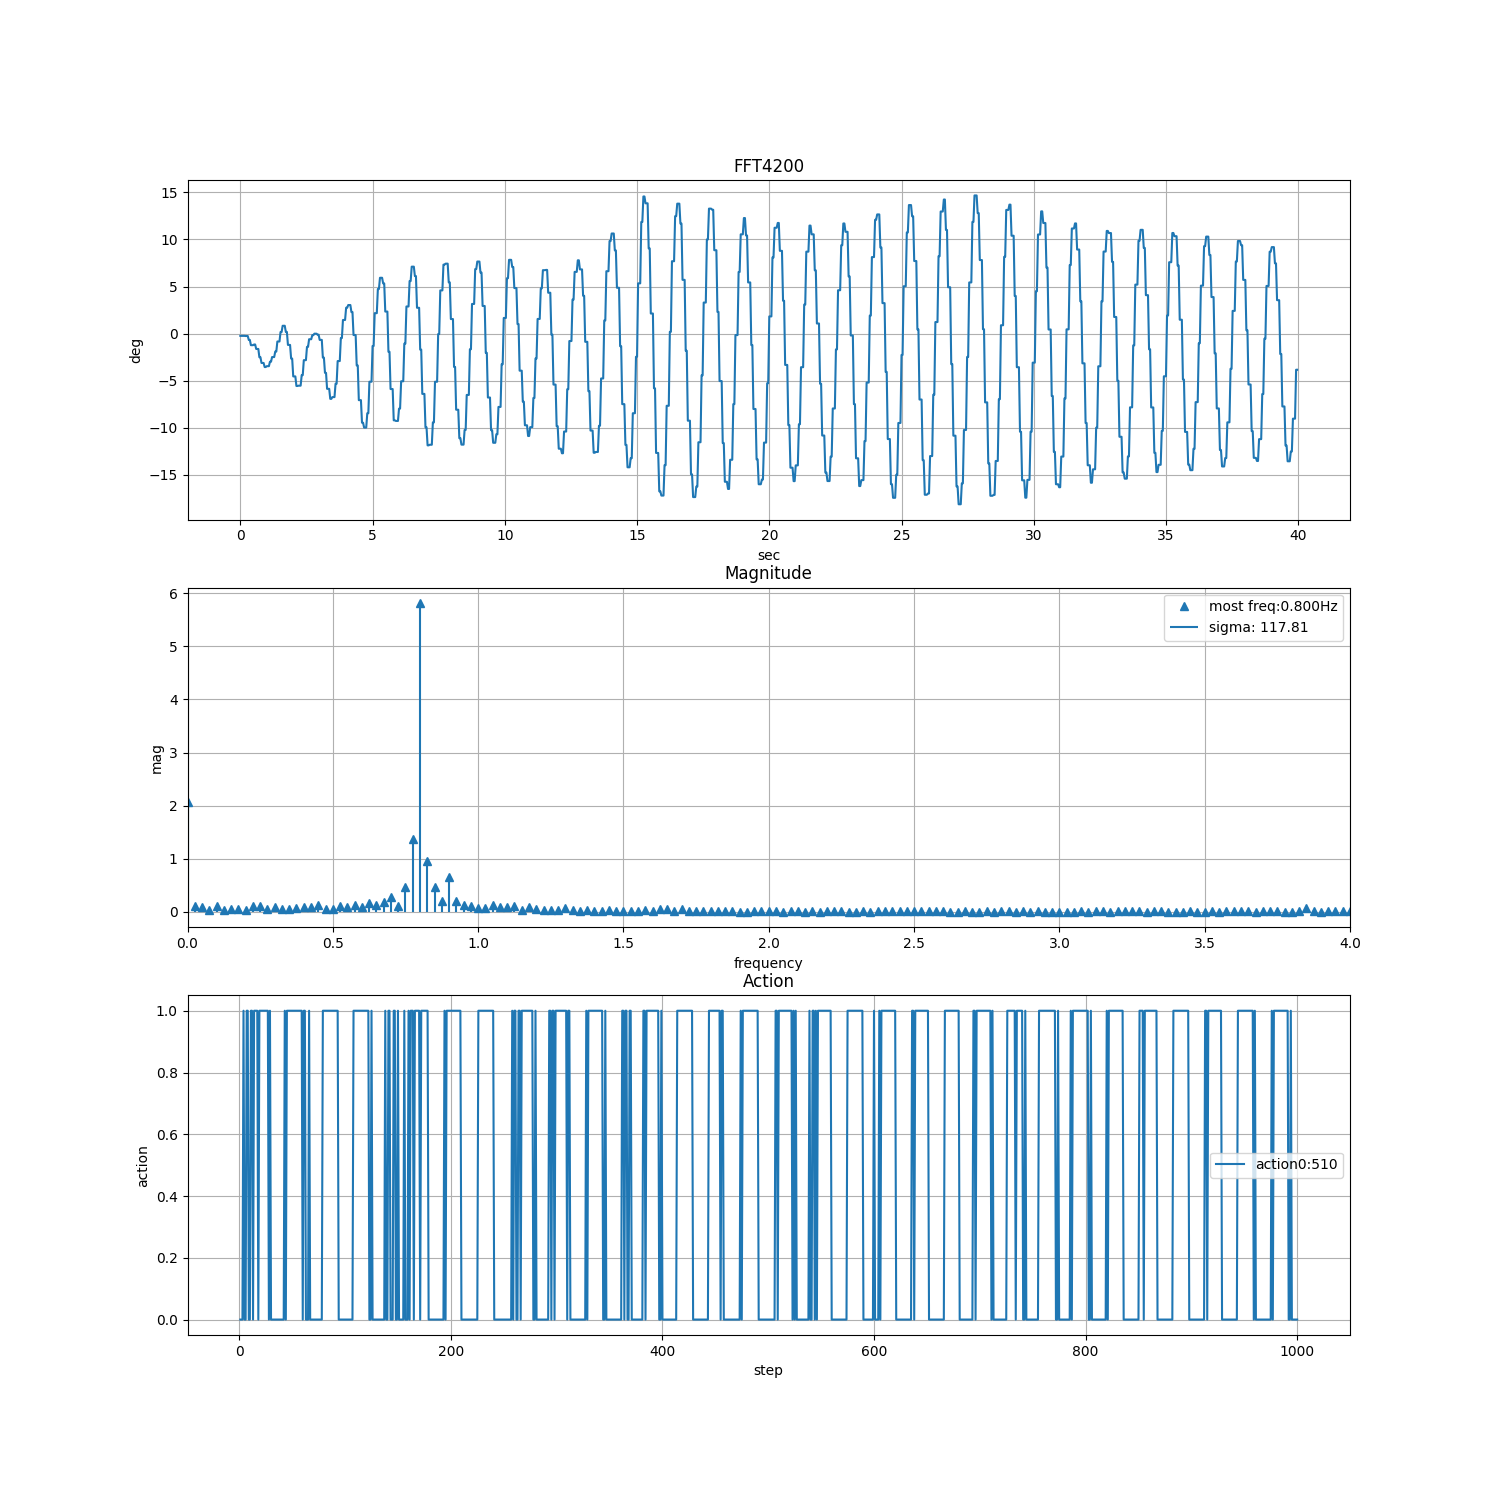 FFT4200
15
10
5
0
−5
−10
−15
deg
0 5 10 15 20 25 30 35 40
sec
Magnitude
6
5
4
3
2
1
0
mag
most freq:0.800Hz
sigma: 117.81
0.0 0.5 1.0 1.5 2.0 2.5 3.0 3.5 4.0
frequency
Action
1.0
0.8
0.6
0.4
0.2
0.0
action
action0:510
0 200 400 600 800 1000
step